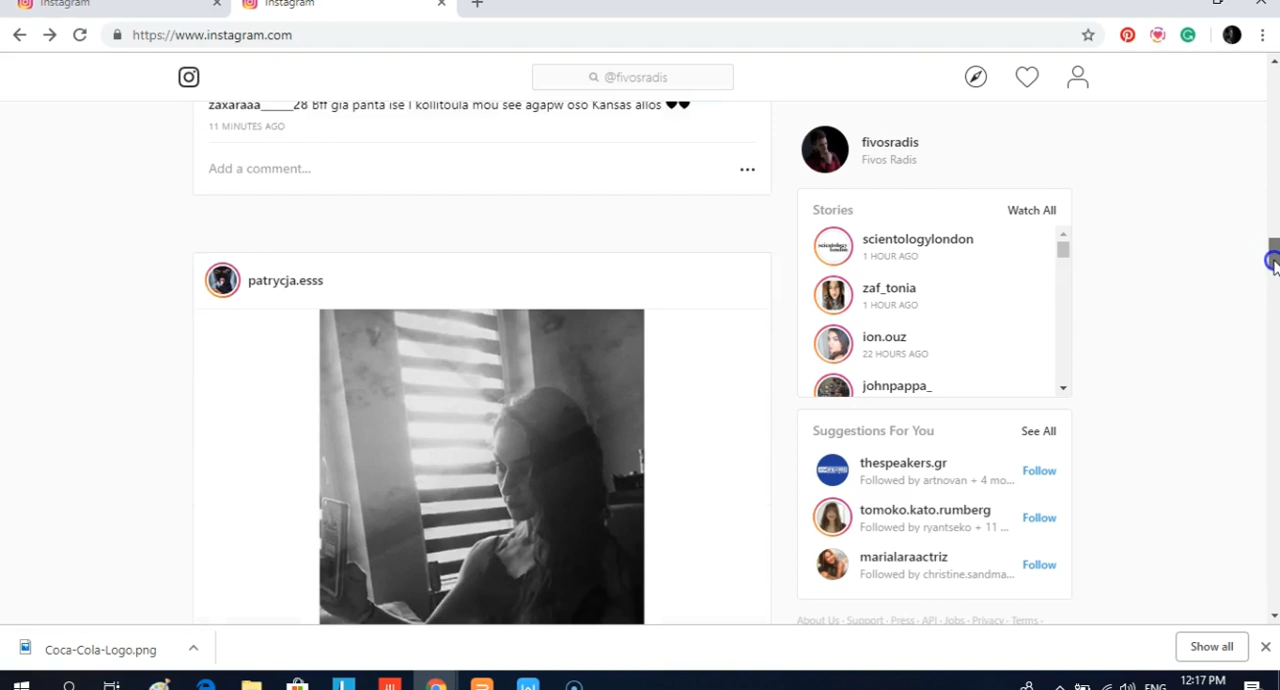 Instagram
Instagram
https://www.instagram.com
@fivosradis
zaxaraaa_____28 Bff gia panta ise l kollitoula mou see agapw oso Kansas allos 🖤🖤
11 MINUTES AGO
Add a comment...
patrycja.esss
fivosradis
Fivos Radis
Stories
Watch All
scientologylondon
1 HOUR AGO
zaf_tonia
1 HOUR AGO
ion.ouz
22 HOURS AGO
johnpappa_
Suggestions For You
See All
thespeakers.gr
Followed by artnovan + 4 mo...
Follow
tomoko.kato.rumberg
Followed by ryantseko + 11 ...
Follow
marialaraactriz
Followed by christine.sandma...
Follow
About Us · Support · Press · API · Jobs · Privacy · Terms ·
Coca-Cola-Logo.png
Show all
ENG
12:17 PM